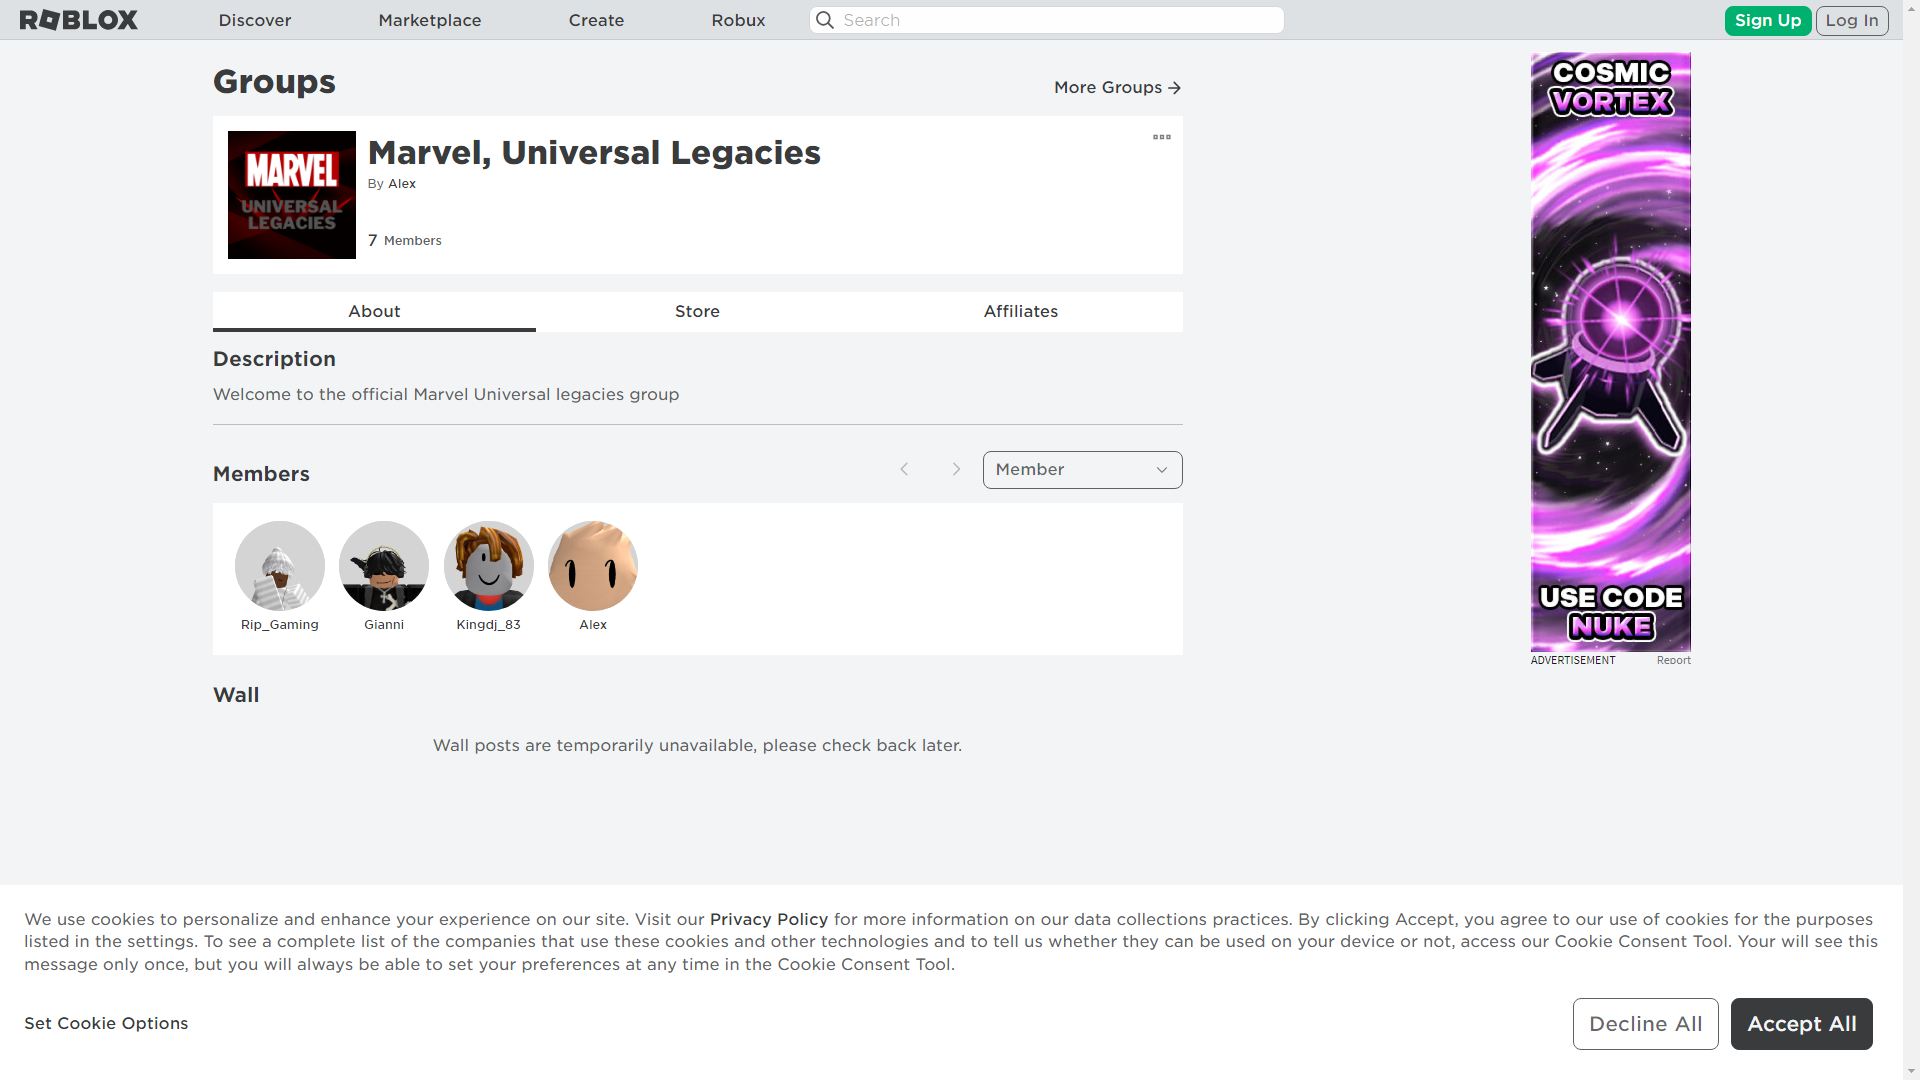 ROBLOX
Discover
Marketplace
Create
Robux
Search
Sign Up
Log In
Groups
More Groups
MARVEL
UNIVERSAL
LEGACIES
Marvel, Universal Legacies
By Alex
7 Members
About
Store
Affiliates
Description
Welcome to the official Marvel Universal legacies group
Members
Member
Rip_Gaming
Gianni
Kingdj_83
Alex
Wall
Wall posts are temporarily unavailable, please check back later.
COSMIC
VORTEX
USE CODE
NUKE
ADVERTISEMENT
Report
We use cookies to personalize and enhance your experience on our site. Visit our Privacy Policy for more information on our data collections practices. By clicking Accept, you agree to our use of cookies for the purposes
listed in the settings. To see a complete list of the companies that use these cookies and other technologies and to tell us whether they can be used on your device or not, access our Cookie Consent Tool. Your will see this
message only once, but you will always be able to set your preferences at any time in the Cookie Consent Tool.
Set Cookie Options
Decline All
Accept All